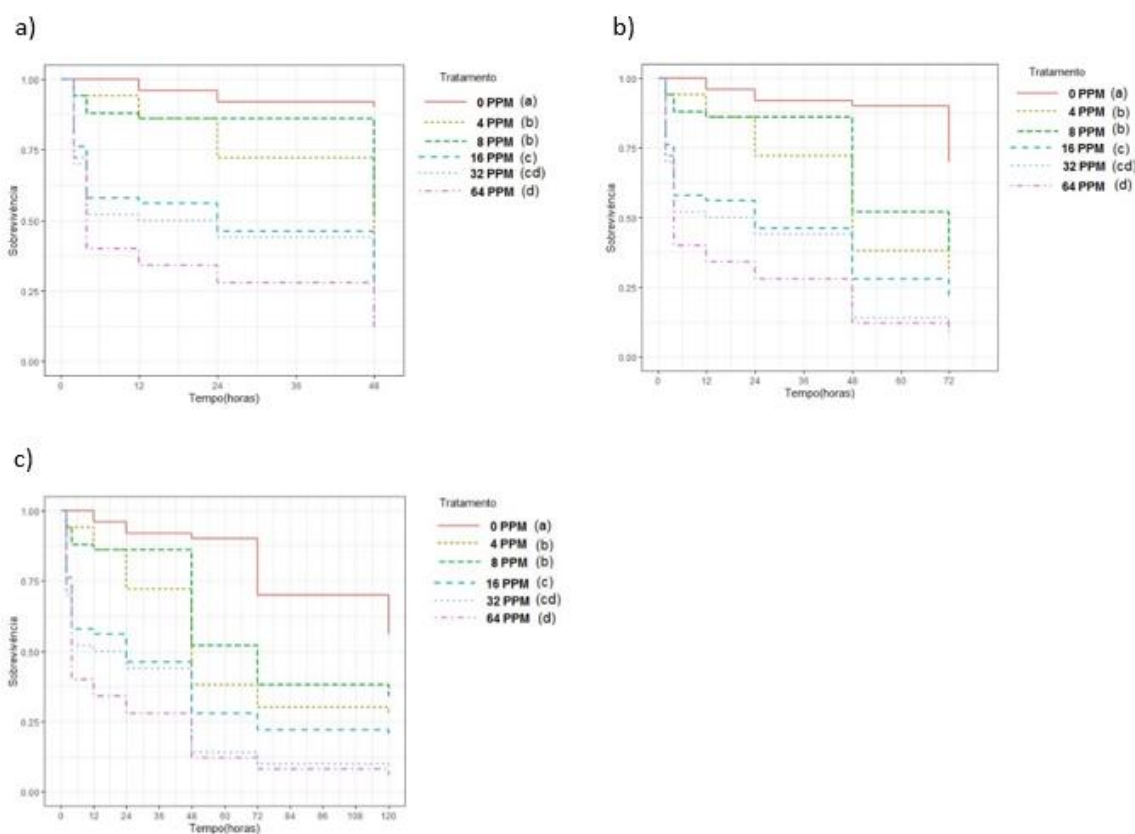 a)
Tratamento
0 PPM (a)
4 PPM (b)
8 PPM (b)
16 PPM (c)
32 PPM (cd)
64 PPM (d)
Sobrevivência
1.00
0.75
0.50
0.25
0.00
0 12 24 36 48
Tempo(horas)
b)
Tratamento
0 PPM (a)
4 PPM (b)
8 PPM (b)
16 PPM (c)
32 PPM (cd)
64 PPM (d)
Sobrevivência
1.00
0.75
0.50
0.25
0.00
0 12 24 36 48 60 72
Tempo(horas)
c)
Tratamento
0 PPM (a)
4 PPM (b)
8 PPM (b)
16 PPM (c)
32 PPM (cd)
64 PPM (d)
Sobrevivência
1.00
0.75
0.50
0.25
0.00
0 12 24 36 48 60 72 84 96 108 120
Tempo(horas)